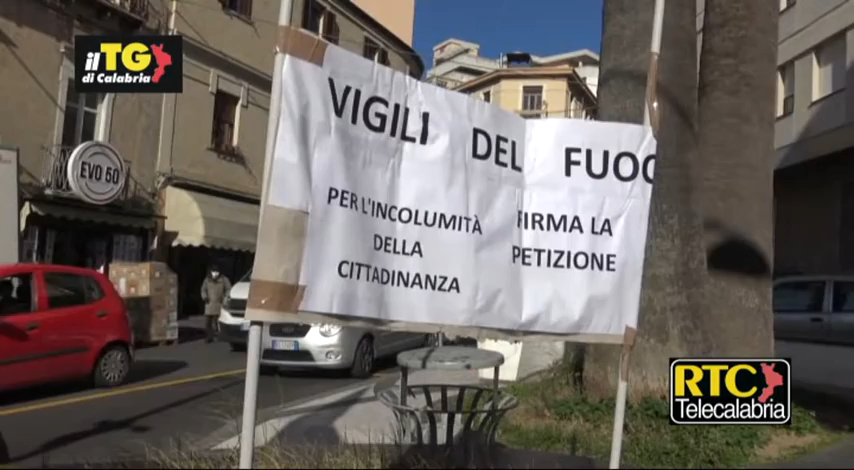 il TG
di Calabria
EVO 60
VIGILI DEL FUOC
PER L'INCOLUMITÀ
DELLA
CITTADINANZA
FIRMA LA
PETIZIONE
RTC
Telecalabria